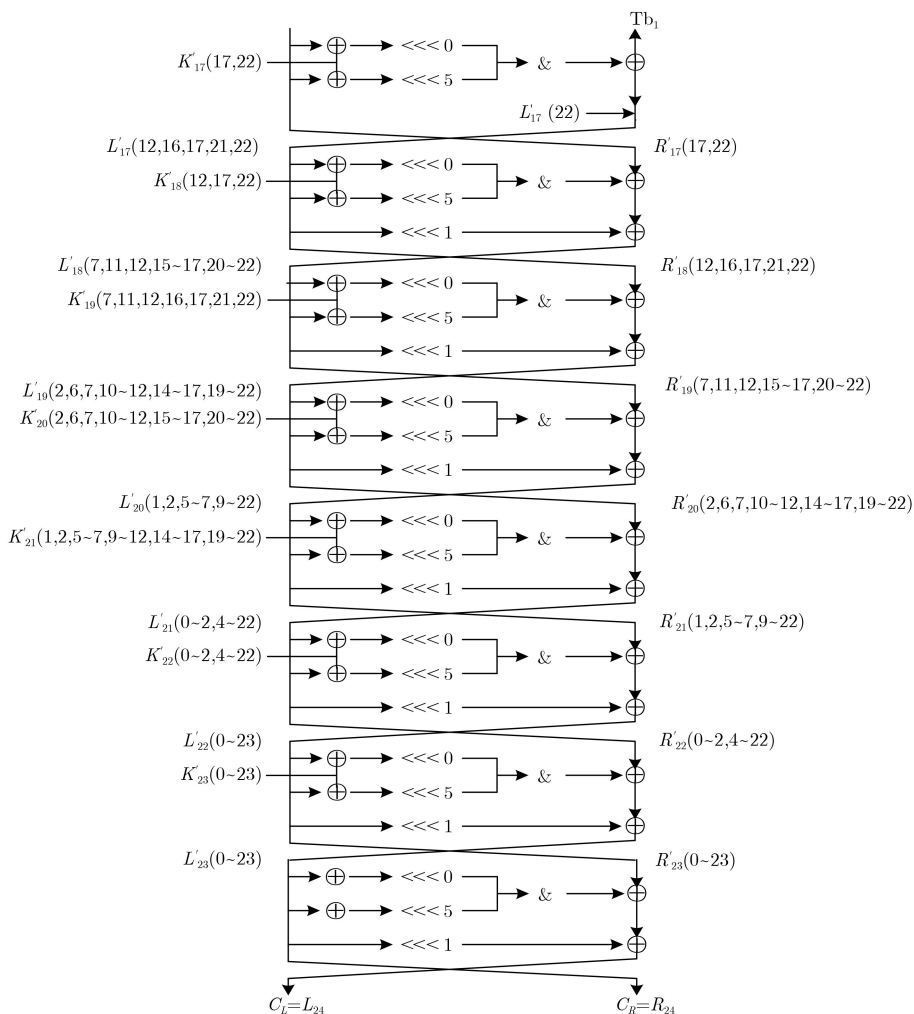 Tb₁
<<< 0
K'₁₇(17,22)
&
<<< 5
L'₁₇ (22)
L'₁₇(12,16,17,21,22)
R'₁₇(17,22)
<<< 0
K'₁₈(12,17,22)
&
<<< 5
<<< 1
L'₁₈(7,11,12,15~17,20~22)
R'₁₈(12,16,17,21,22)
<<< 0
K'₁₉(7,11,12,16,17,21,22)
&
<<< 5
<<< 1
L'₁₉(2,6,7,10~12,14~17,19~22)
R'₁₉(7,11,12,15~17,20~22)
<<< 0
K'₂₀(2,6,7,10~12,15~17,20~22)
&
<<< 5
<<< 1
L'₂₀(1,2,5~7,9~22)
R'₂₀(2,6,7,10~12,14~17,19~22)
<<< 0
K'₂₁(1,2,5~7,9~12,14~17,19~22)
&
<<< 5
<<< 1
L'₂₁(0~2,4~22)
R'₂₁(1,2,5~7,9~22)
<<< 0
K'₂₂(0~2,4~22)
&
<<< 5
<<< 1
L'₂₂(0~23)
R'₂₂(0~2,4~22)
<<< 0
K'₂₃(0~23)
&
<<< 5
<<< 1
L'₂₃(0~23)
R'₂₃(0~23)
<<< 0
&
<<< 5
<<< 1
C_L=L₂₄
C_R=R₂₄